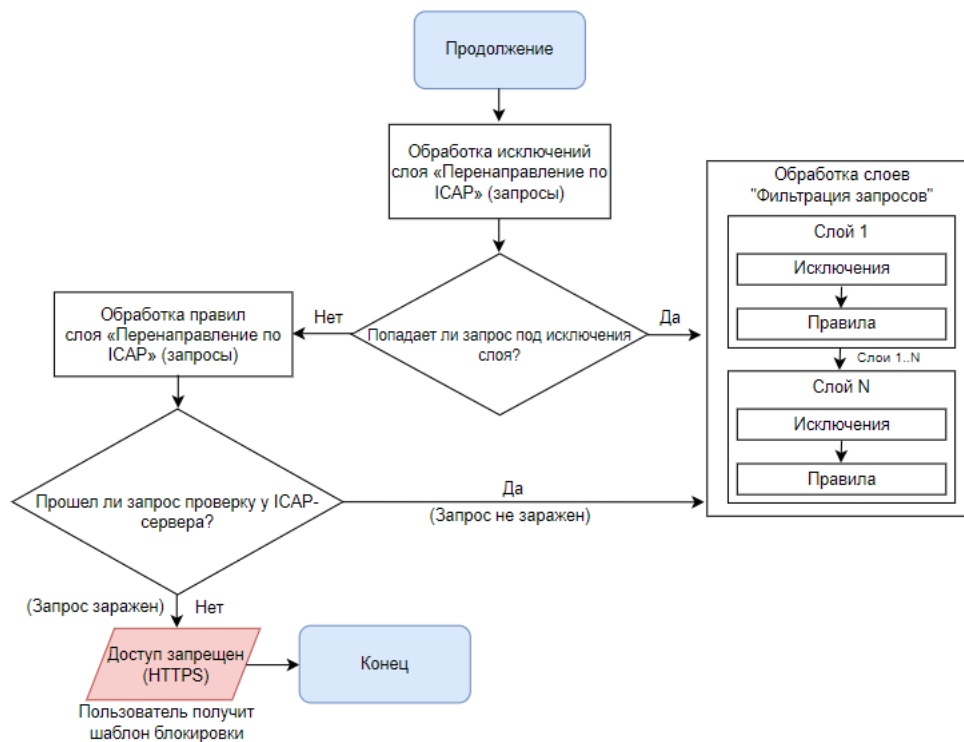 Продолжение
Обработка исключений
слоя «Перенаправление по
ICAP» (запросы)
Обработка слоев
"Фильтрация запросов"
Слой 1
Исключения
Правила
Слои 1..N
Слой N
Исключения
Правила
Попадает ли запрос под исключения
слоя?
Нет
Да
Обработка правил
слоя «Перенаправление по
ICAP» (запросы)
Прошел ли запрос проверку у ICAP-
сервера?
Да
(Запрос не заражен)
(Запрос заражен)
Нет
Доступ запрещен
(HTTPS)
Конец
Пользователь получит
шаблон блокировки